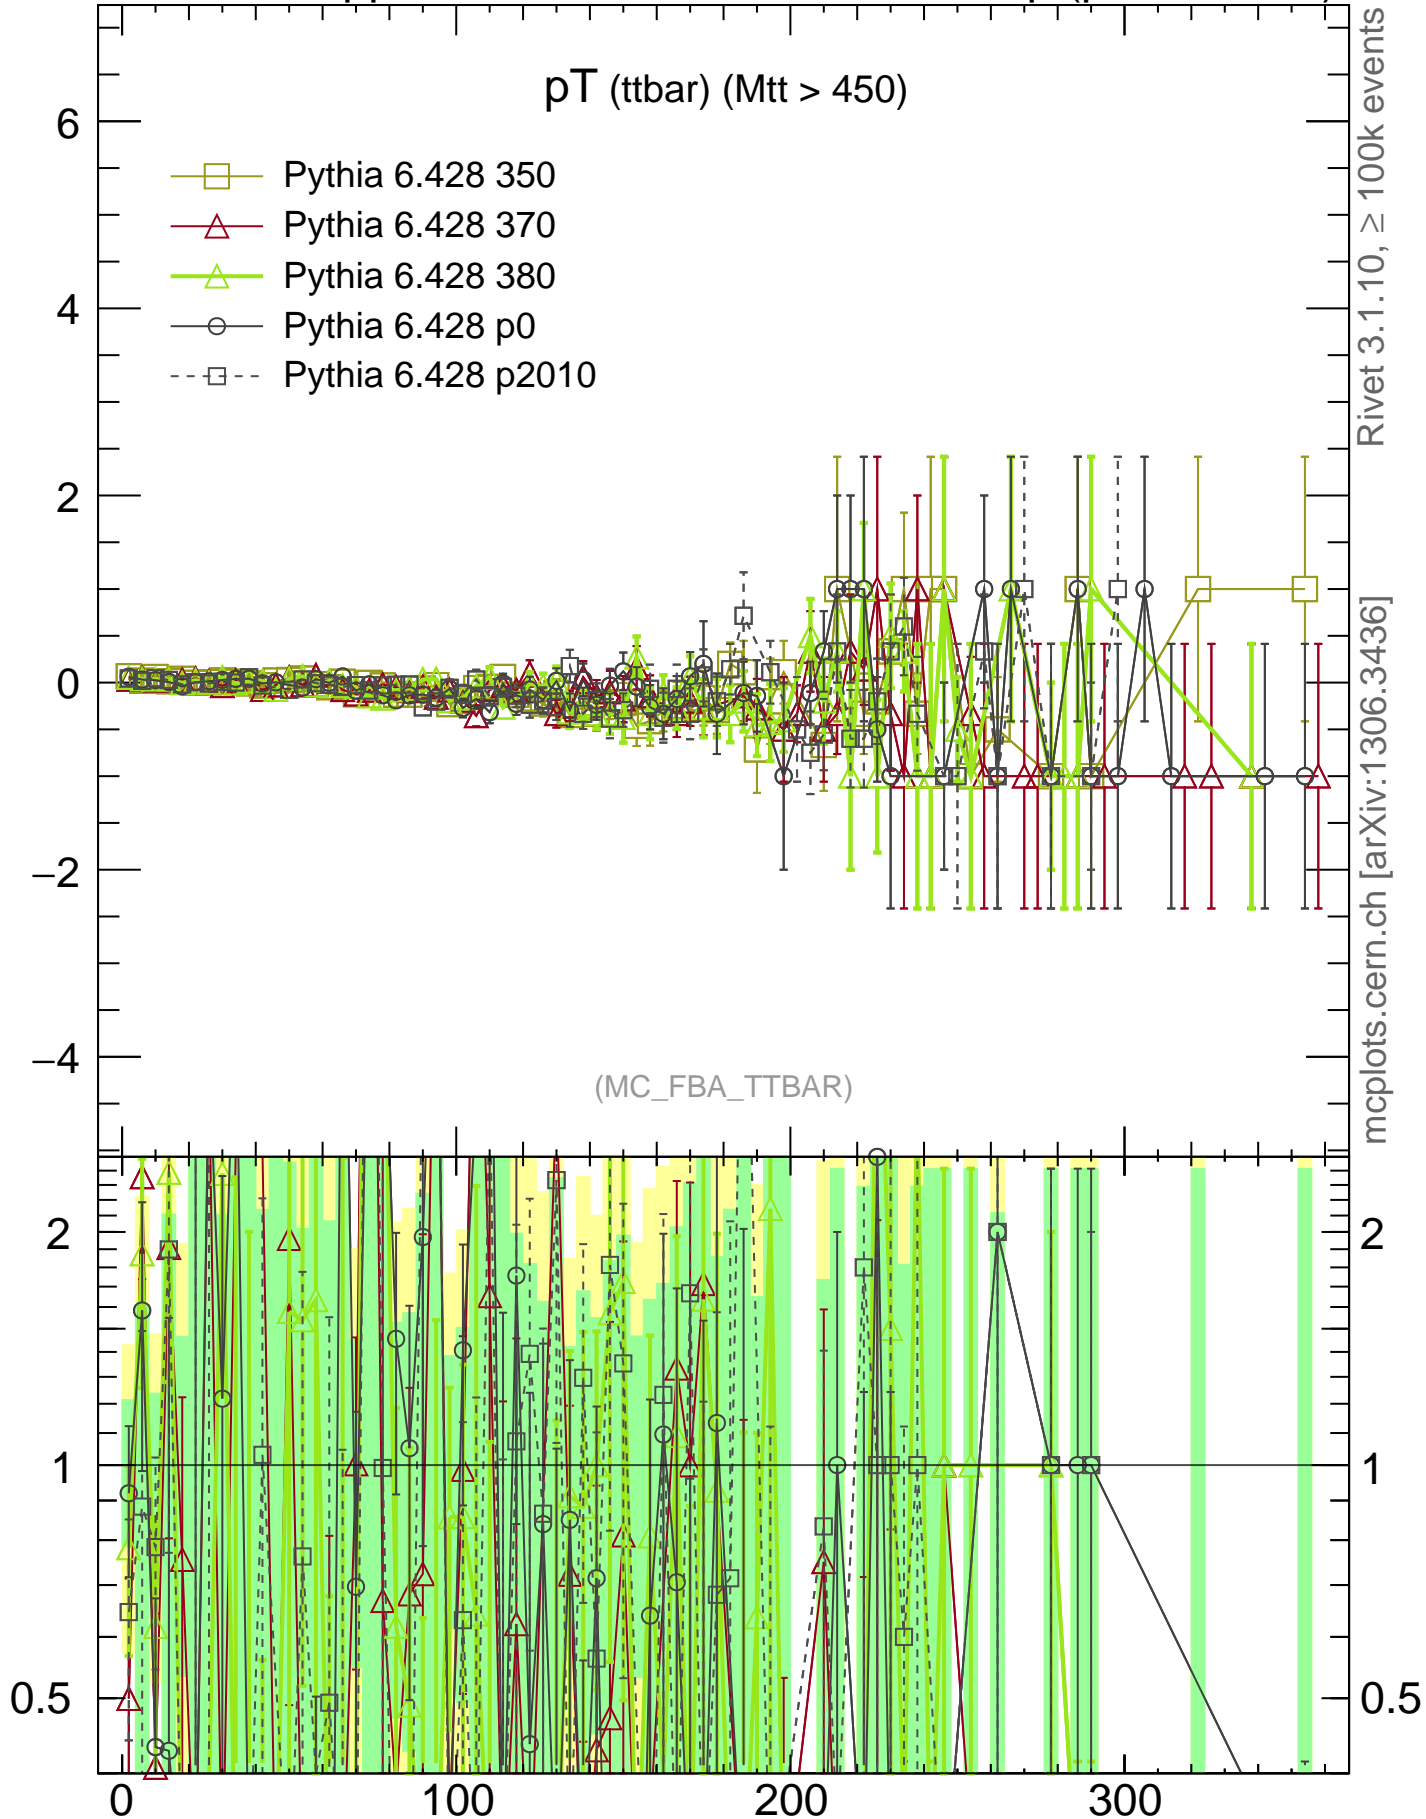 pT (ttbar) (Mtt > 450)
Pythia 6.428 350
Pythia 6.428 370
Pythia 6.428 380
Pythia 6.428 p0
Pythia 6.428 p2010
6
4
2
0
−2
−4
(MC_FBA_TTBAR)
Rivet 3.1.10, ≥ 100k events
mcplots.cern.ch [arXiv:1306.3436]
2
1
0.5
2
1
0.5
0
100
200
300